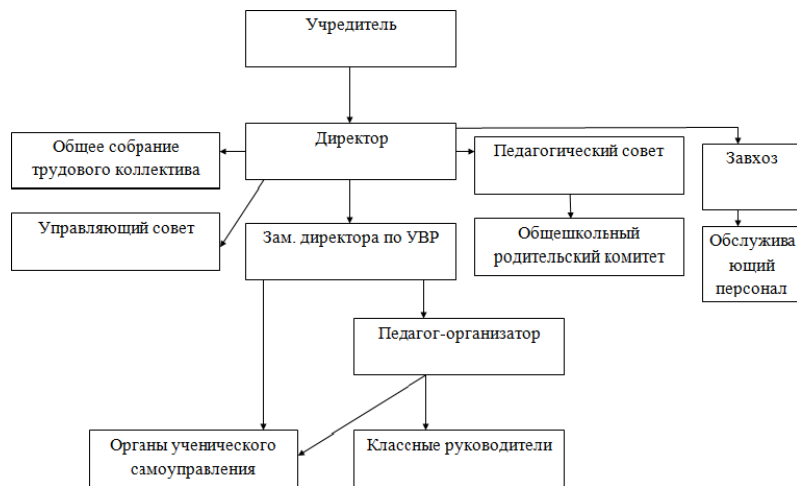 Учредитель
Общее собрание
трудового коллектива
Директор
Педагогический совет
Завхоз
Управляющий совет
Зам. директора по УВР
Общешкольный
родительский комитет
Обслужива
ющий
персонал
Педагог-организатор
Органы ученического
самоуправления
Классные руководители